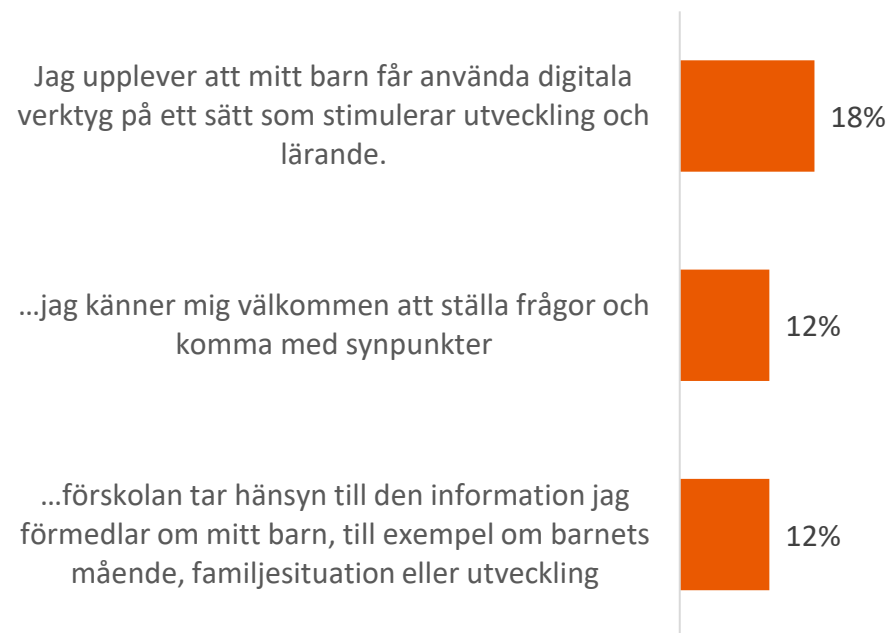 Jag upplever att mitt barn får använda digitala
verktyg på ett sätt som stimulerar utveckling och
lärande.
18%
...jag känner mig välkommen att ställa frågor och
komma med synpunkter
12%
...förskolan tar hänsyn till den information jag
förmedlar om mitt barn, till exempel om barnets
mående, familjesituation eller utveckling
12%